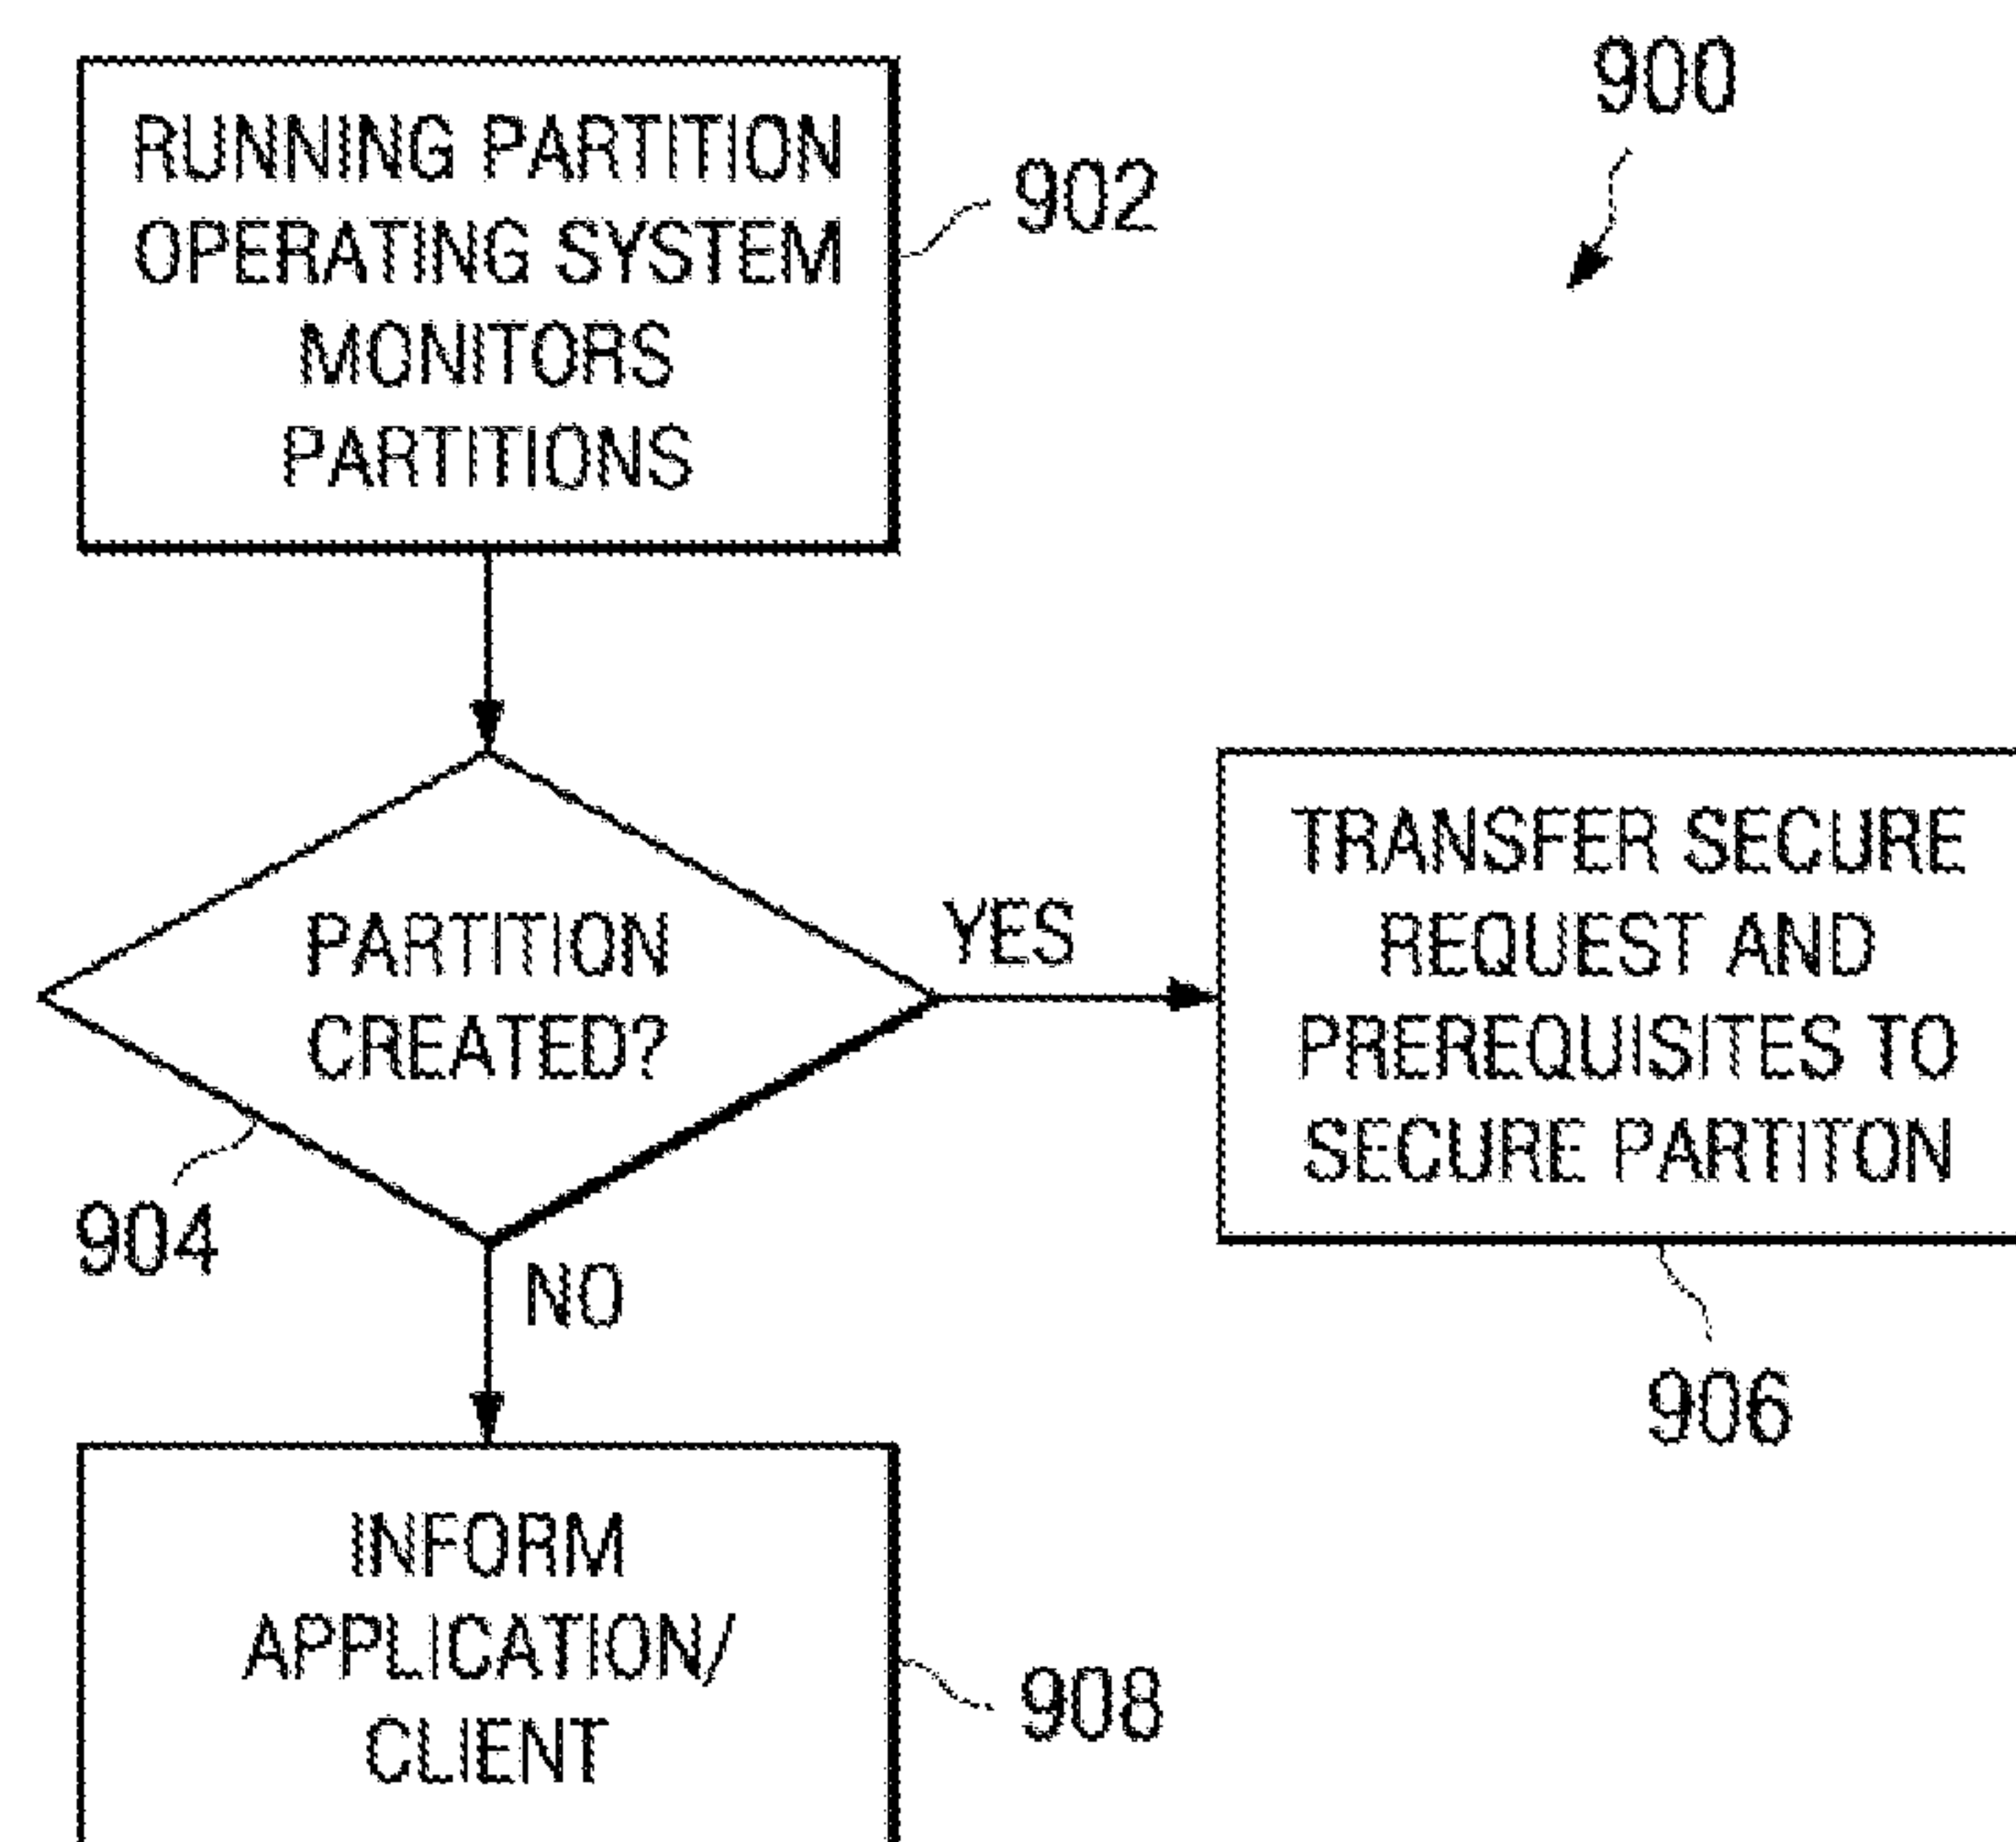 900
RUNNING PARTITION
OPERATING SYSTEM
MONITORS
PARTITIONS
902
PARTITION
CREATED?
904
YES
TRANSFER SECURE
REQUEST AND
PREREQUISITES TO
SECURE PARTITON
906
NO
INFORM
APPLICATION/
CLIENT
908